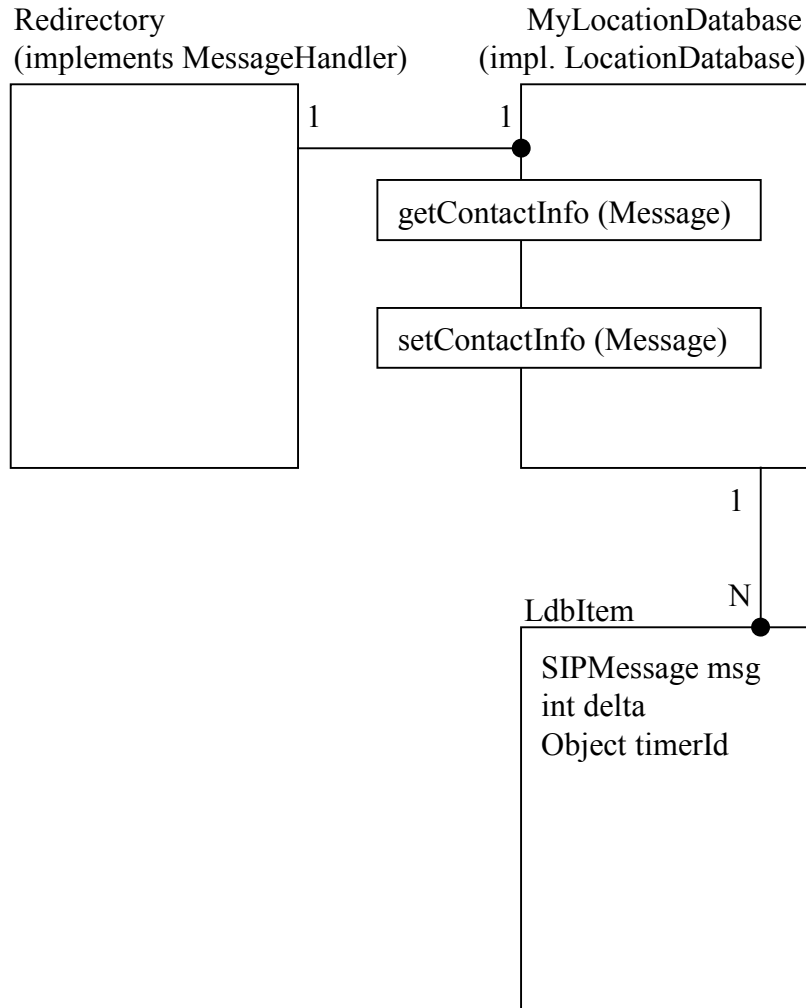 Redirectory
(implements MessageHandler)
MyLocationDatabase
(impl. LocationDatabase)
1
1
getContactInfo (Message)
setContactInfo (Message)
1
N
LdbItem
SIPMessage msg
int delta
Object timerId